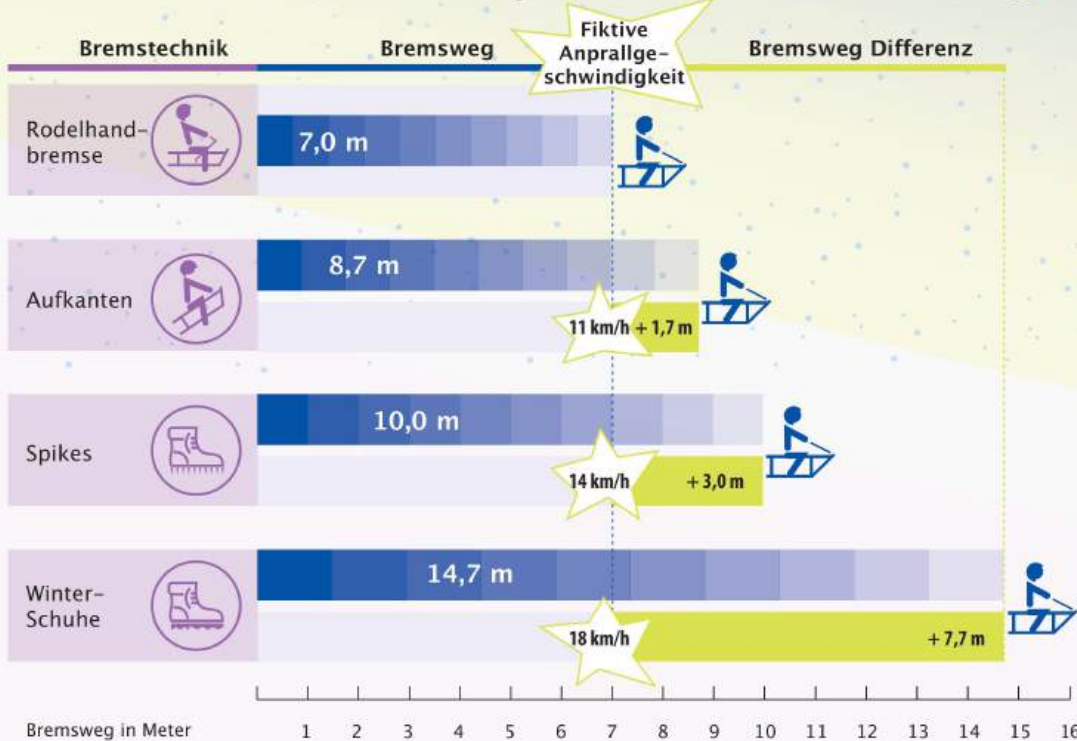 Bremstechnik
Bremsweg
Fiktive
Anprallge-
schwindigkeit
Bremsweg Differenz
Rodelhand-
bremse
7,0 m
Aufkanten
8,7 m
11 km/h + 1,7 m
Spikes
10,0 m
14 km/h
+ 3,0 m
Winter-
Schuhe
14,7 m
18 km/h
+ 7,7 m
Bremsweg in Meter 1 2 3 4 5 6 7 8 9 10 11 12 13 14 15 16